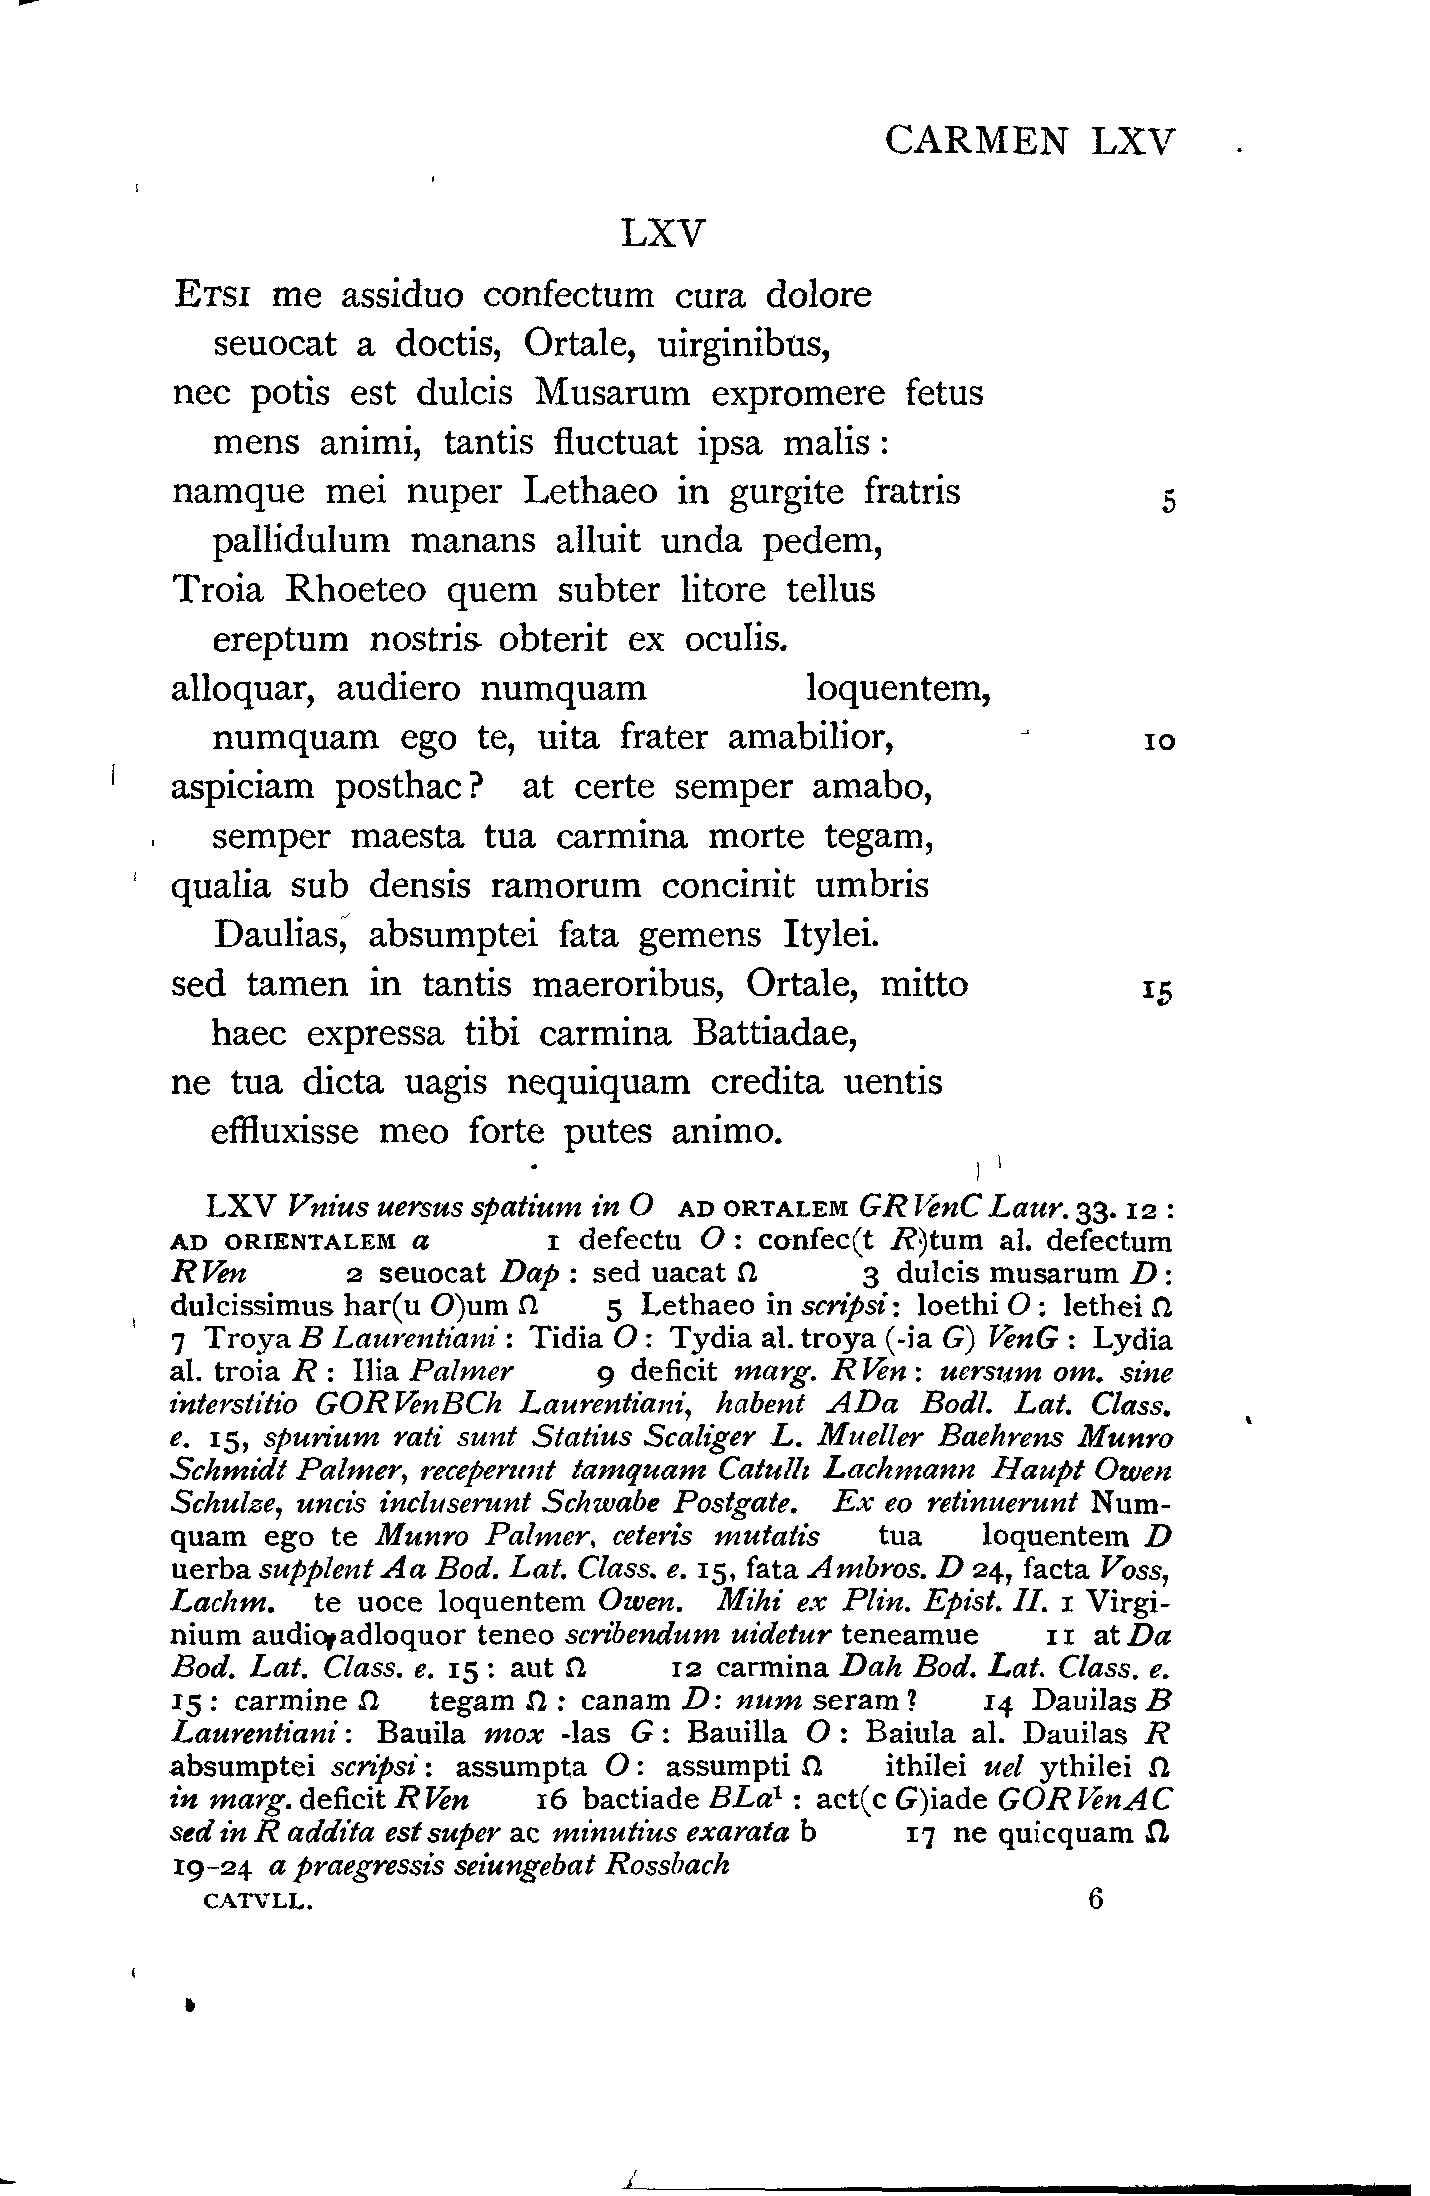 CARMEN LXV
LXV
ETSI me assiduo confectum cura dolore
seuocat a doctis, Ortale, uirginibus,
nec potis est dulcis Musarum expromere fetus
mens animi, tantis fluctuat ipsa malis :
namque mei nuper Lethaeo in gurgite fratris 5
pallidulum manans alluit unda pedem,
Troia Rhoeteo quem subter litore tellus
ereptum nostris obterit ex oculis.
alloquar, audiero numquam loquentem,
numquam ego te, uita frater amabilior, 10
aspiciam posthac ? at certe semper amabo,
semper maesta tua carmina morte tegam,
qualia sub densis ramorum concinit umbris
Daulias, absumptei fata gemens Itylei.
sed tamen in tantis maeroribus, Ortale, mitto 15
haec expressa tibi carmina Battiadae,
ne tua dicta uagis nequiquam credita uentis
effluxisse meo forte putes animo.
LXV Vnius uersus spatium in O AD ORTALEM GRVenC Laur. 33. 12 :
AD ORIENTALEM a 1 defectu O : confec(t R)tum al. defectum
RVen 2 seuocat Dap : sed uacat Ω 3 dulcis musarum D :
dulcissimus har(u O)um Ω 5 Lethaeo in scripsi : loethi O : lethei Ω
7 Troya B Laurentiani : Tidia O : Tydia al. troya (-ia G) VenG : Lydia
al. troia R : Ilia Palmer 9 deficit marg. RVen : uersum om. sine
interstitio GORVenBCh Laurentiani, habent ADa Bodl. Lat. Class.
e. 15, spurium rati sunt Statius Scaliger L. Mueller Baehrens Munro
Schmidt Palmer, receperunt tamquam Catulli Lachmann Haupt Owen
Schulze, uncis incluserunt Schwabe Postgate. Ex eo retinuerunt Num-
quam ego te Munro Palmer, ceteris mutatis tua loquentem D
uerba supplent Aa Bod. Lat. Class. e. 15, fata Ambros. D 24, facta Voss,
Lachm. te uoce loquentem Owen. Mihi ex Plin. Epist. II. 1 Virgi-
nium audio, adloquor teneo scribendum uidetur teneamue 11 at Da
Bod. Lat. Class. e. 15 : aut Ω 12 carmina Dah Bod. Lat. Class. e.
15 : carmine Ω tegam Ω : canam D : num seram ? 14 Dauilas B
Laurentiani : Bauila mox -las G : Bauilla O : Baiula al. Dauilas R
absumptei scripsi : assumpta O : assumpti Ω ithilei uel ythilei Ω
in marg. deficit RVen 16 bactiade BLa¹ : act(c G)iade GORVenAC
sed in R addita est super ac minutius exarata b 17 ne quicquam Ω
19-24 a praegressis seiungebat Rossbach
CATVLL. 6